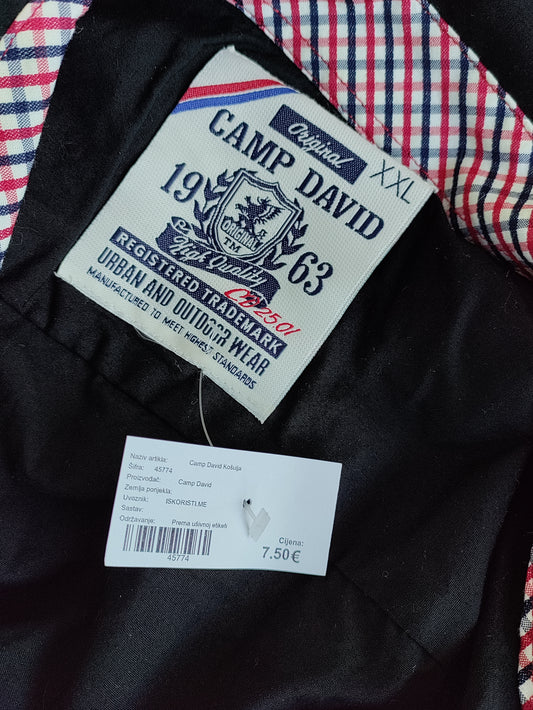 Original
XXL
CAMP DAVID
19
63
ORIGINAL
TM
High Quality
REGISTERED TRADEMARK
CB 25.01
URBAN AND OUTDOOR WEAR
MANUFACTURED TO MEET HIGHEST STANDARDS
Naziv artikla: Camp David Košulja
Šifra: 45774
Proizvođač: Camp David
Zemlja porijekla:
Uvoznik: ISKORISTI.ME
Sastav:
Održavanje: Prema ušivnoj etiketi
45774
Cijena:
7.50€